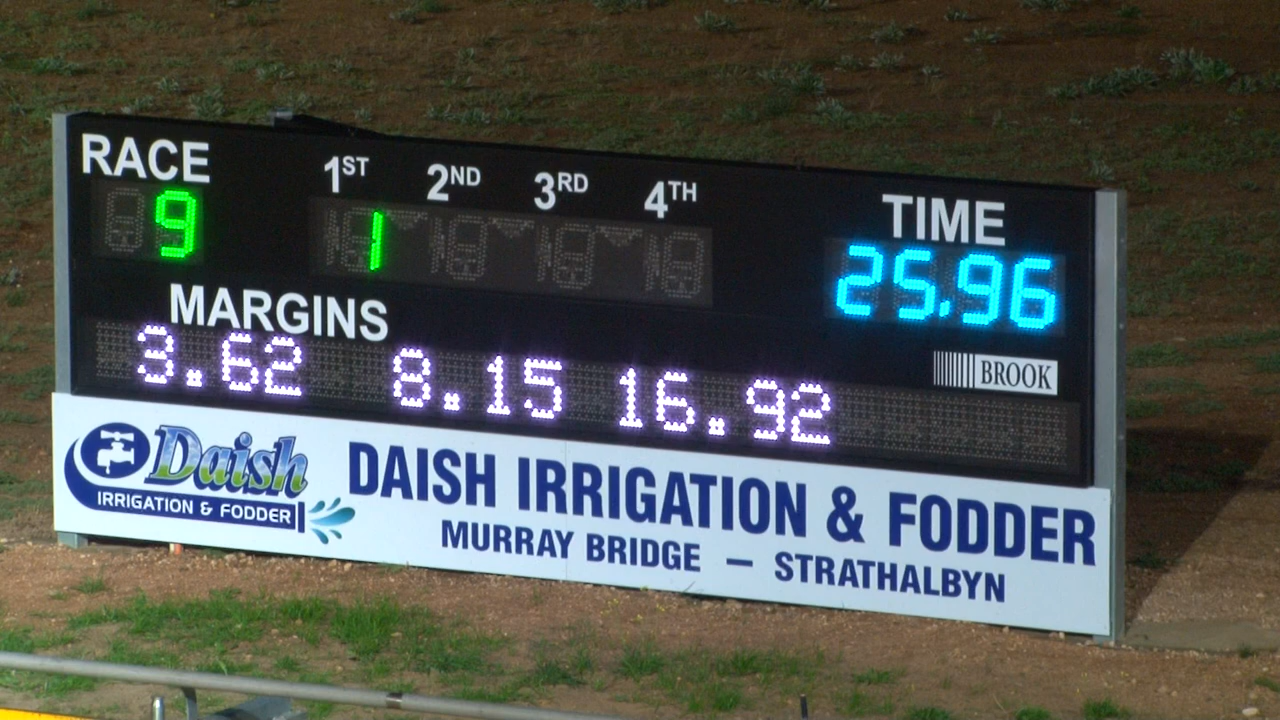 RACE 1ST 2ND 3RD 4TH TIME
9 1 25.96
MARGINS
3.62 8.15 16.92
BROOK
Daish
IRRIGATION & FODDER
DAISH IRRIGATION & FODDER
MURRAY BRIDGE – STRATHALBYN